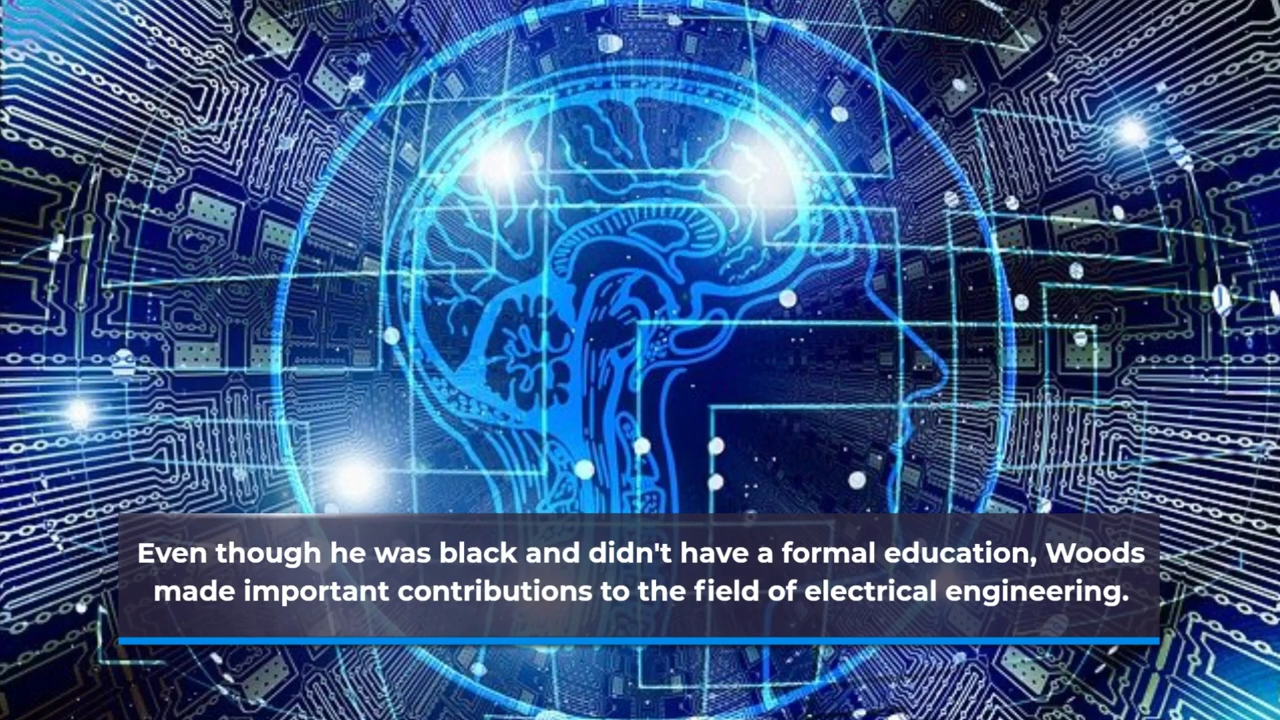 Even though he was black and didn't have a formal education, Woods
made important contributions to the field of electrical engineering.